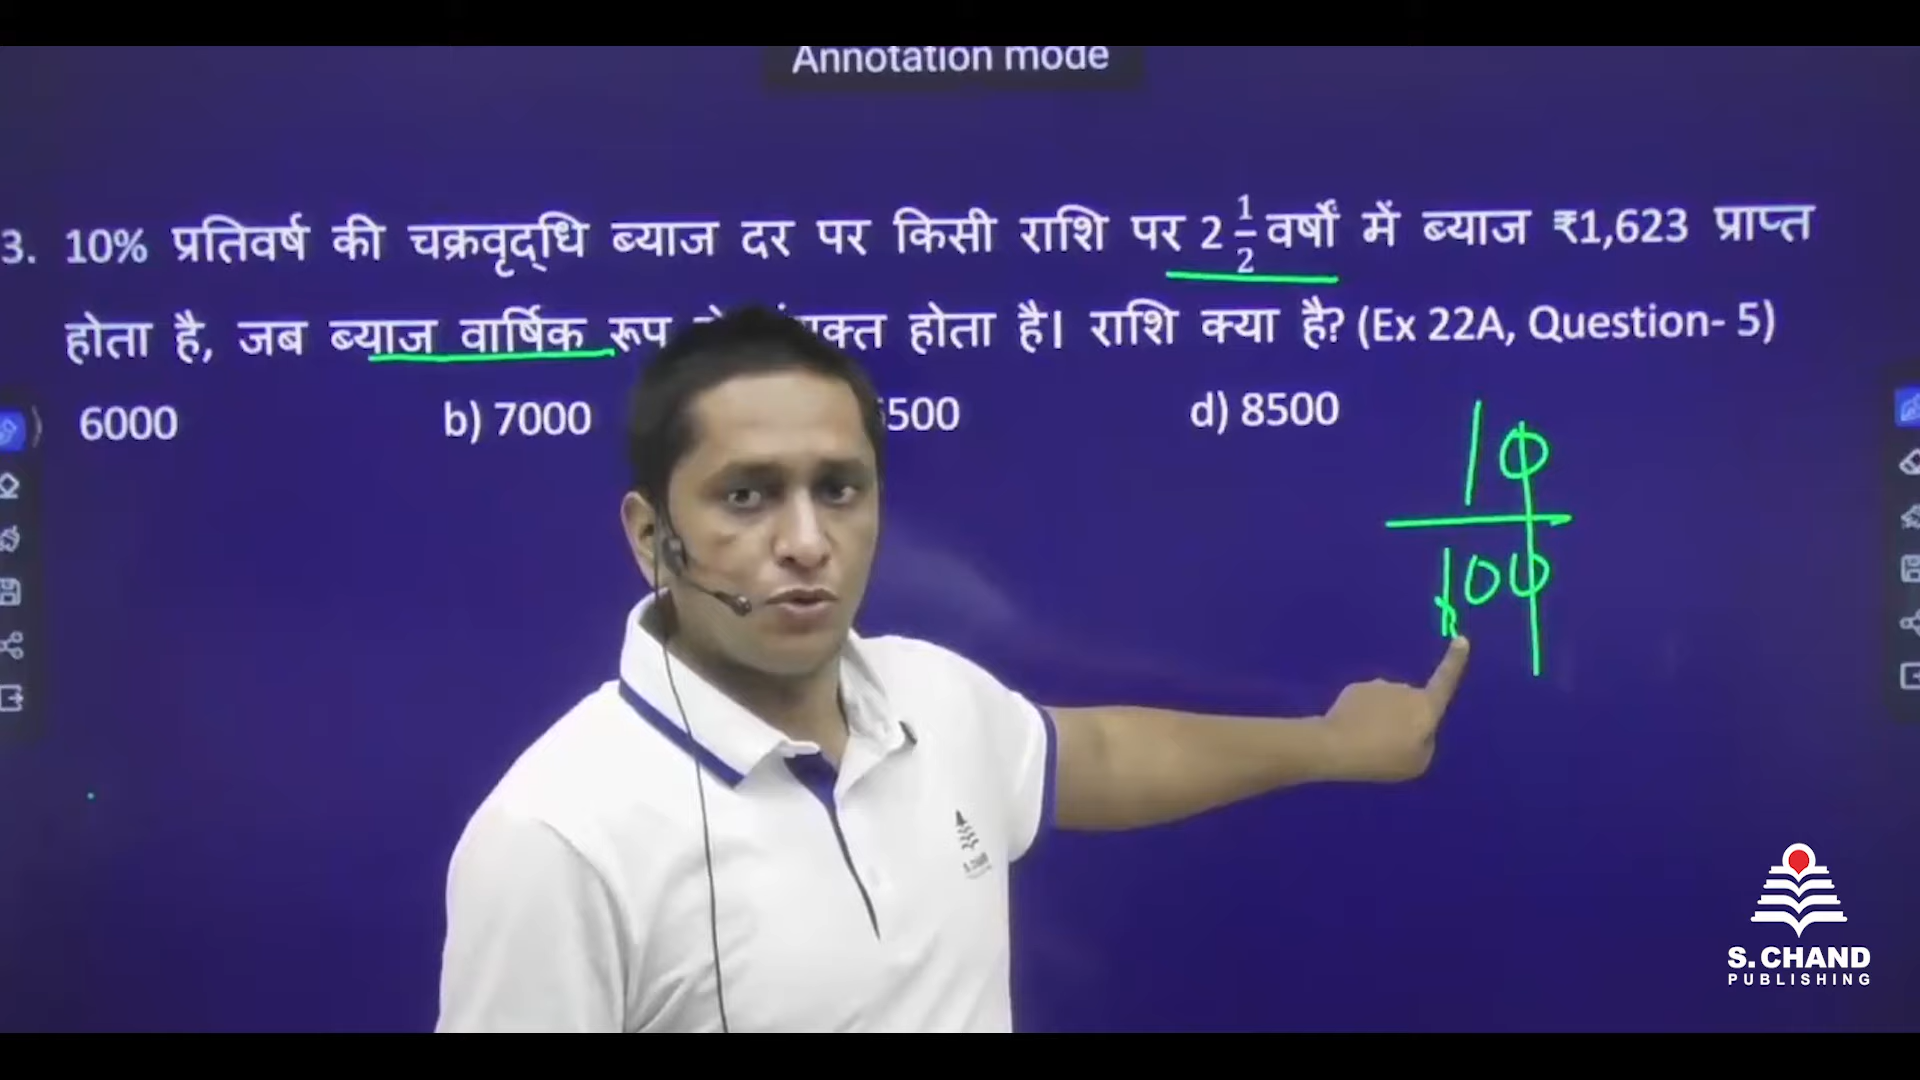 Annotation mode
3. 10% प्रतिवर्ष की चक्रवृद्धि ब्याज दर पर किसी राशि पर 2 1/2 वर्षों में ब्याज ₹1,623 प्राप्त
होता है, जब ब्याज वार्षिक रूप होता है। राशि क्या है? (Ex 22A, Question- 5)
) 6000 b) 7000 500 d) 8500
10
100
S. CHAND
S. CHAND
PUBLISHING